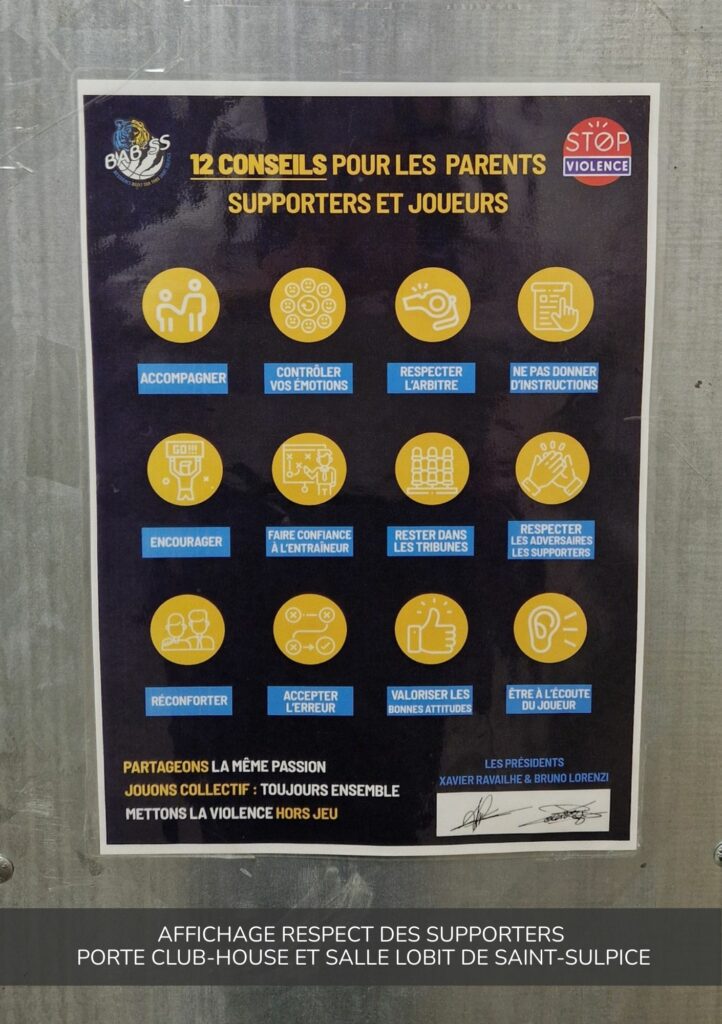 BABSS
12 CONSEILS POUR LES PARENTS
SUPPORTERS ET JOUEURS
STOP
VIOLENCE
ACCOMPAGNER
CONTRÔLER
VOS ÉMOTIONS
RESPECTER
L'ARBITRE
NE PAS DONNER
D'INSTRUCTIONS
GO!!!
ENCOURAGER
FAIRE CONFIANCE
À L'ENTRAÎNEUR
RESTER DANS
LES TRIBUNES
RESPECTER
LES ADVERSAIRES
LES SUPPORTERS
RÉCONFORTER
ACCEPTER
L'ERREUR
VALORISER LES
BONNES ATTITUDES
ÊTRE À L'ÉCOUTE
DU JOUEUR
PARTAGEONS LA MÊME PASSION
JOUONS COLLECTIF : TOUJOURS ENSEMBLE
METTONS LA VIOLENCE HORS JEU
LES PRÉSIDENTS
XAVIER RAVAILHE & BRUNO LORENZI
AFFICHAGE RESPECT DES SUPPORTERS
PORTE CLUB-HOUSE ET SALLE LOBIT DE SAINT-SULPICE